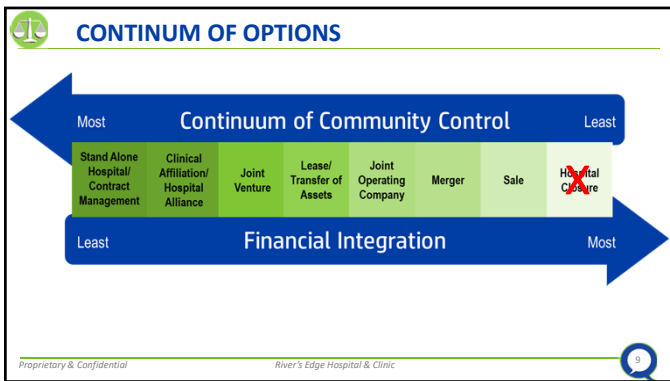 CONTINUUM OF OPTIONS
Most Continuum of Community Control Least
Stand Alone
Hospital/
Contract
Management
Clinical
Affiliation/
Hospital
Alliance
Joint
Venture
Lease/
Transfer of
Assets
Joint
Operating
Company
Merger
Sale
Hospital
Closure
Least Financial Integration Most
Proprietary & Confidential River's Edge Hospital & Clinic 9